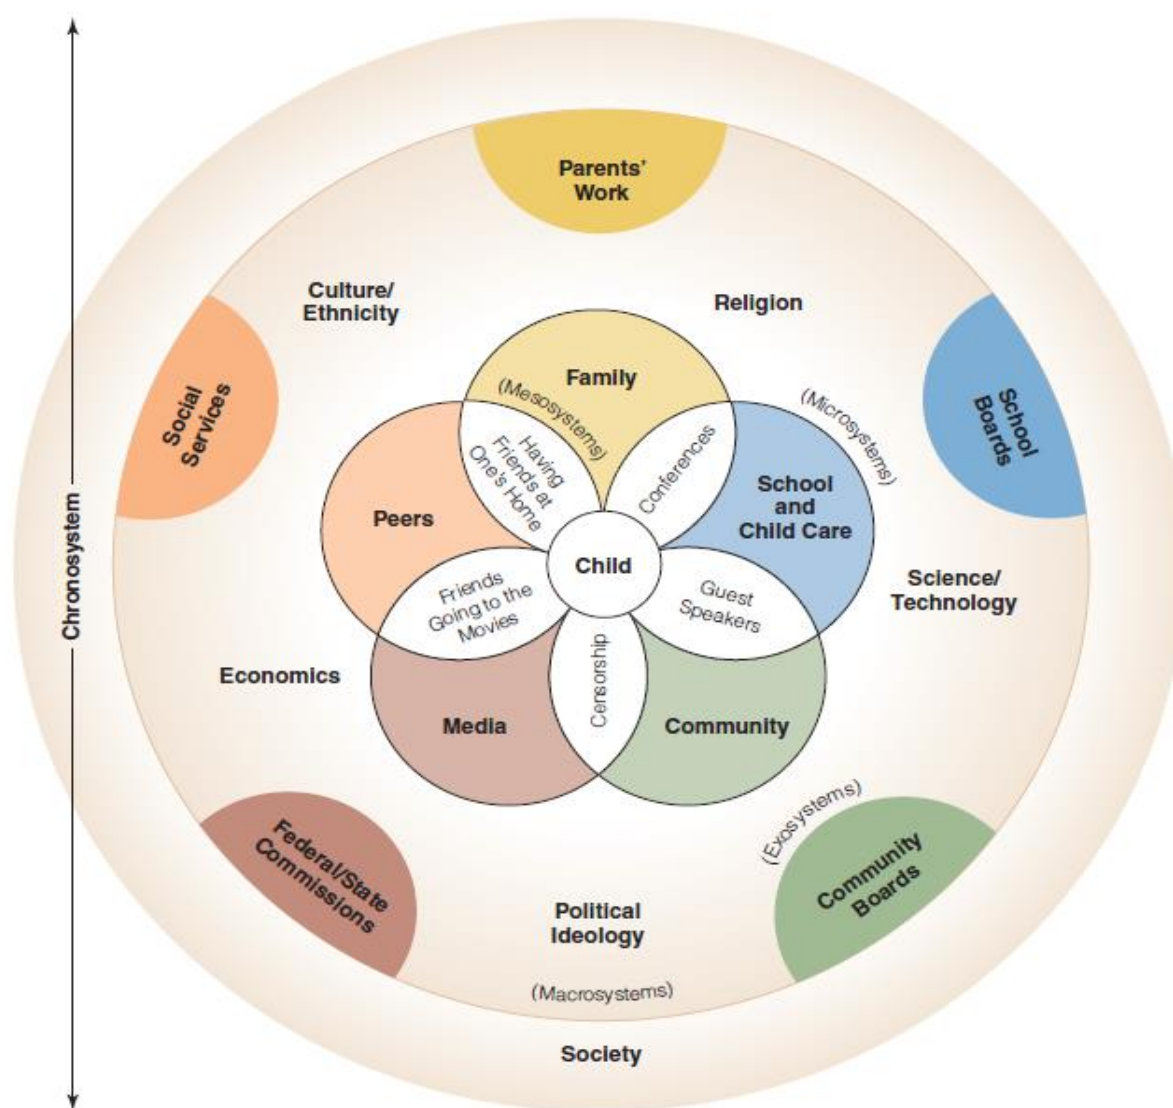 Parents'
Work
Culture/
Ethnicity
Religion
Social
Services
School
Boards
Family
(Mesosystems)
(Microsystems)
Having
Friends at
One's Home
Conferences
Peers
School
and
Child Care
Child
Chronosystem
Friends
Going to the
Movies
Guest
Speakers
Science/
Technology
Economics
Censorship
Media
Community
Federal/State
Commissions
(Exosystems)
Community
Boards
Political
Ideology
(Macrosystems)
Society